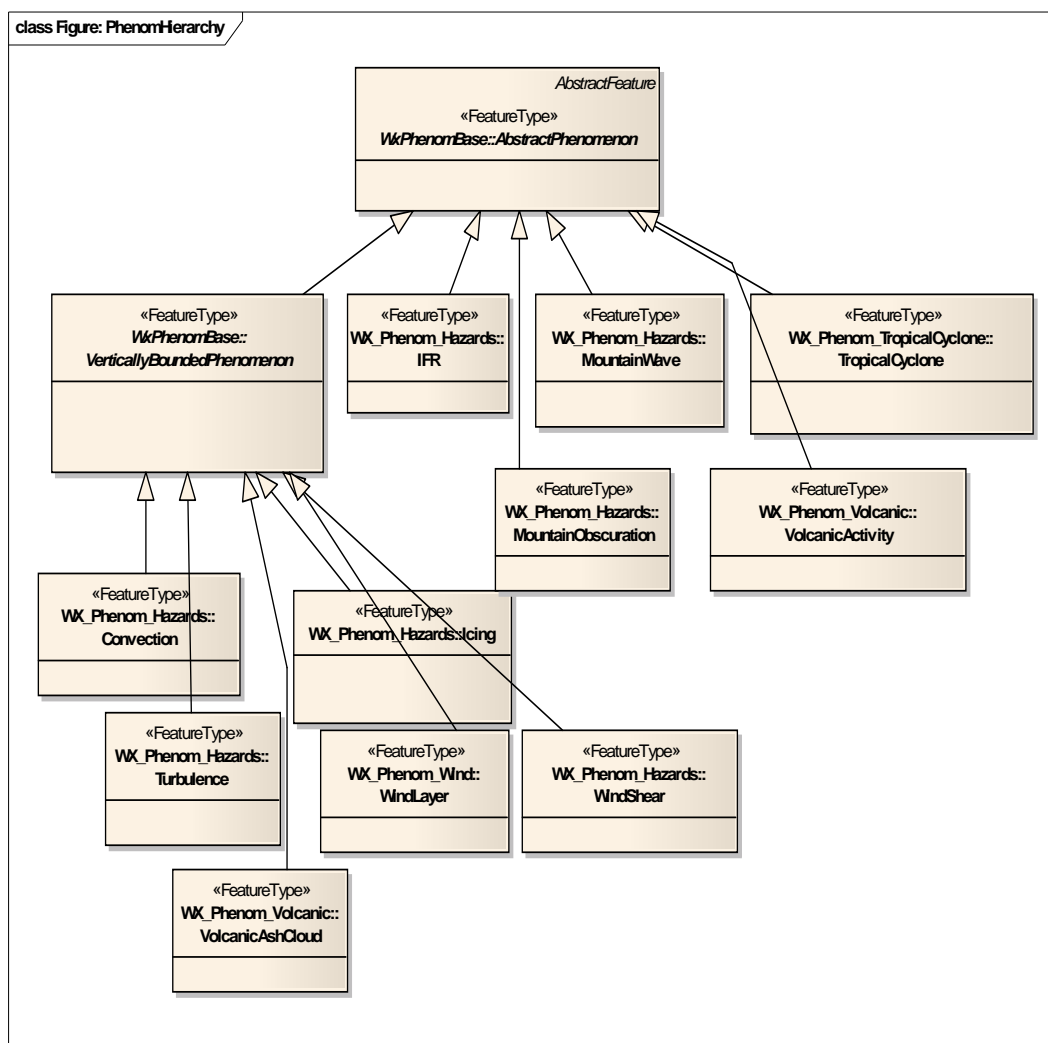 class Figure: PhenomHierarchy
AbstractFeature
«FeatureType»
WxPhenomBase::AbstractPhenomenon
«FeatureType»
WxPhenomBase::
VerticallyBoundedPhenomenon
«FeatureType»
WX_Phenom_Hazards::
IFR
«FeatureType»
WX_Phenom_Hazards::
MountainWave
«FeatureType»
WX_Phenom_TropicalCyclone::
TropicalCyclone
«FeatureType»
WX_Phenom_Hazards::
MountainObscuration
«FeatureType»
WX_Phenom_Volcanic::
VolcanicActivity
«FeatureType»
WX_Phenom_Hazards::
Convection
«FeatureType»
WX_Phenom_Hazards::Icing
«FeatureType»
WX_Phenom_Hazards::
Turbulence
«FeatureType»
WX_Phenom_Wind::
WindLayer
«FeatureType»
WX_Phenom_Hazards::
WindShear
«FeatureType»
WX_Phenom_Volcanic::
VolcanicAshCloud